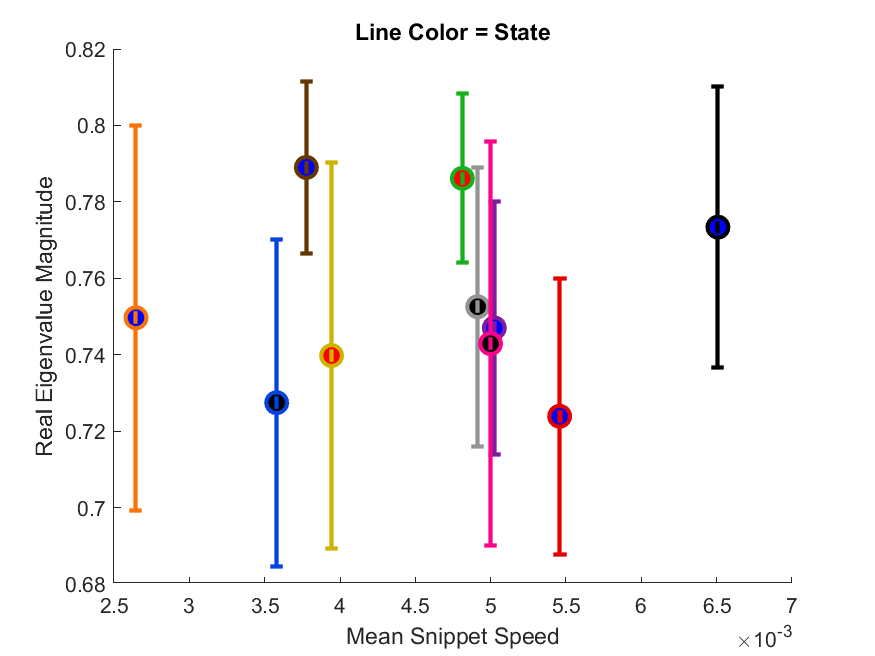 Line Color = State
0.82
0.8
0.78
0.76
0.74
0.72
0.7
0.68
Real Eigenvalue Magnitude
2.5 3 3.5 4 4.5 5 5.5 6 6.5 7
Mean Snippet Speed
×10-3